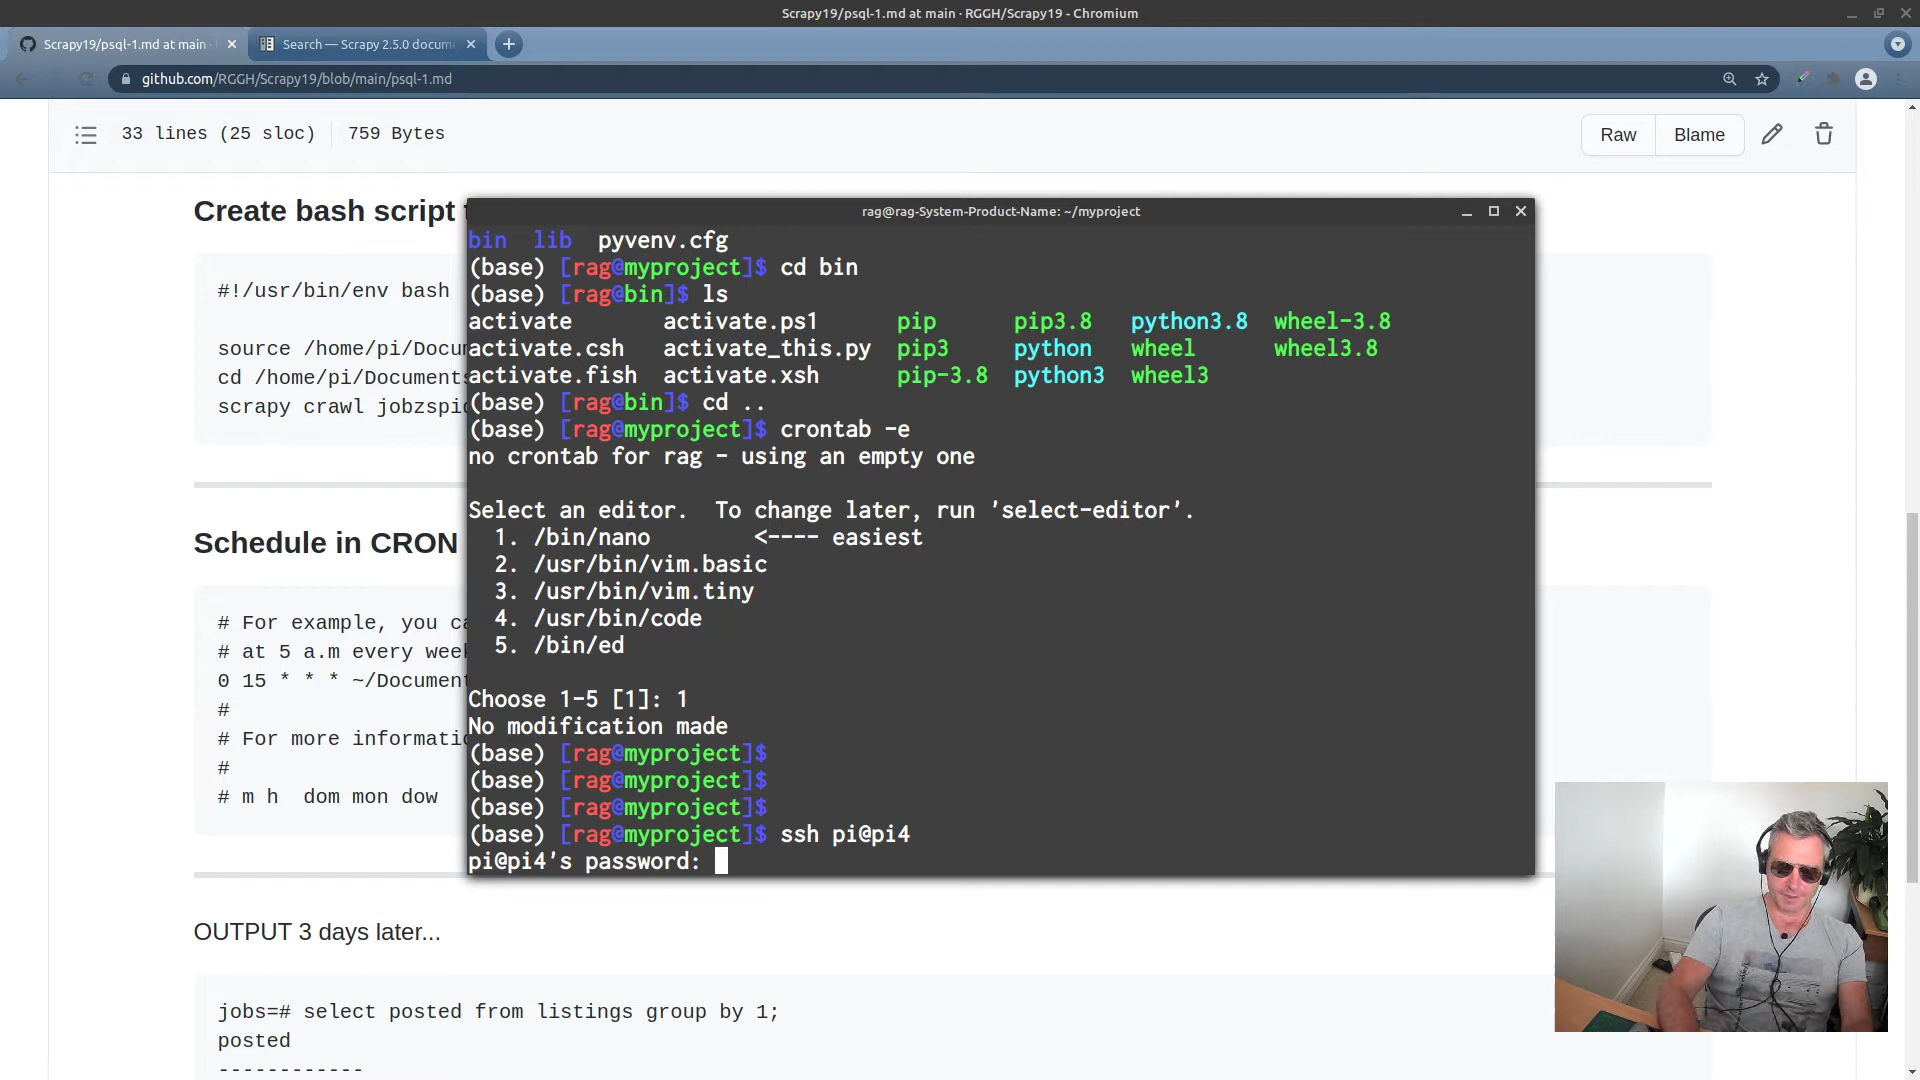 Scrapy19/psql-1.md at main · RGGH/Scrapy19 - Chromium
Scrapy19/psql-1.md at main ·
Search — Scrapy 2.5.0 docum
github.com/RGGH/Scrapy19/blob/main/psql-1.md
33 lines (25 sloc)
759 Bytes
Raw
Blame
Create bash script
#!/usr/bin/env bash
source /home/pi/Docum
cd /home/pi/Documents
scrapy crawl jobzspi
Schedule in CRON
# For example, you ca
# at 5 a.m every week
0 15 * * * ~/Document
#
# For more informatio
#
# m h  dom mon dow
OUTPUT 3 days later...
jobs=# select posted from listings group by 1;
posted
------------
rag@rag-System-Product-Name: ~/myproject
bin  lib  pyvenv.cfg
(base) [rag@myproject]$ cd bin
(base) [rag@bin]$ ls
activate       activate.ps1      pip      pip3.8   python3.8  wheel-3.8
activate.csh   activate_this.py  pip3     python   wheel      wheel3.8
activate.fish  activate.xsh      pip-3.8  python3  wheel3
(base) [rag@bin]$ cd ..
(base) [rag@myproject]$ crontab -e
no crontab for rag - using an empty one
Select an editor.  To change later, run 'select-editor'.
1. /bin/nano        <---- easiest
2. /usr/bin/vim.basic
3. /usr/bin/vim.tiny
4. /usr/bin/code
5. /bin/ed
Choose 1-5 [1]: 1
No modification made
(base) [rag@myproject]$
(base) [rag@myproject]$
(base) [rag@myproject]$
(base) [rag@myproject]$ ssh pi@pi4
pi@pi4's password: